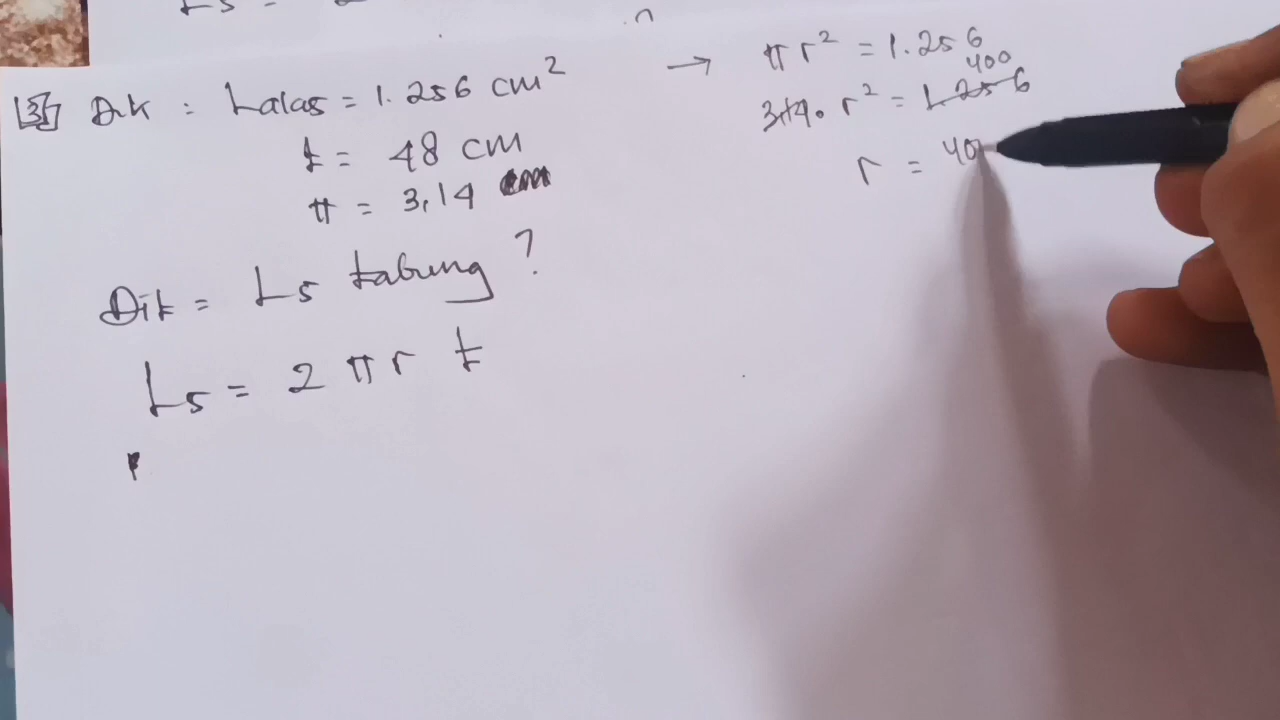 Ls =
3 Dik : Lalas = 1.256 cm²
t = 48 cm
π = 3,14
Dit = Ls tabung ?
Ls = 2 π r t
→ π r² = 1.256
400
3,14. r² = 1.256
r = 40